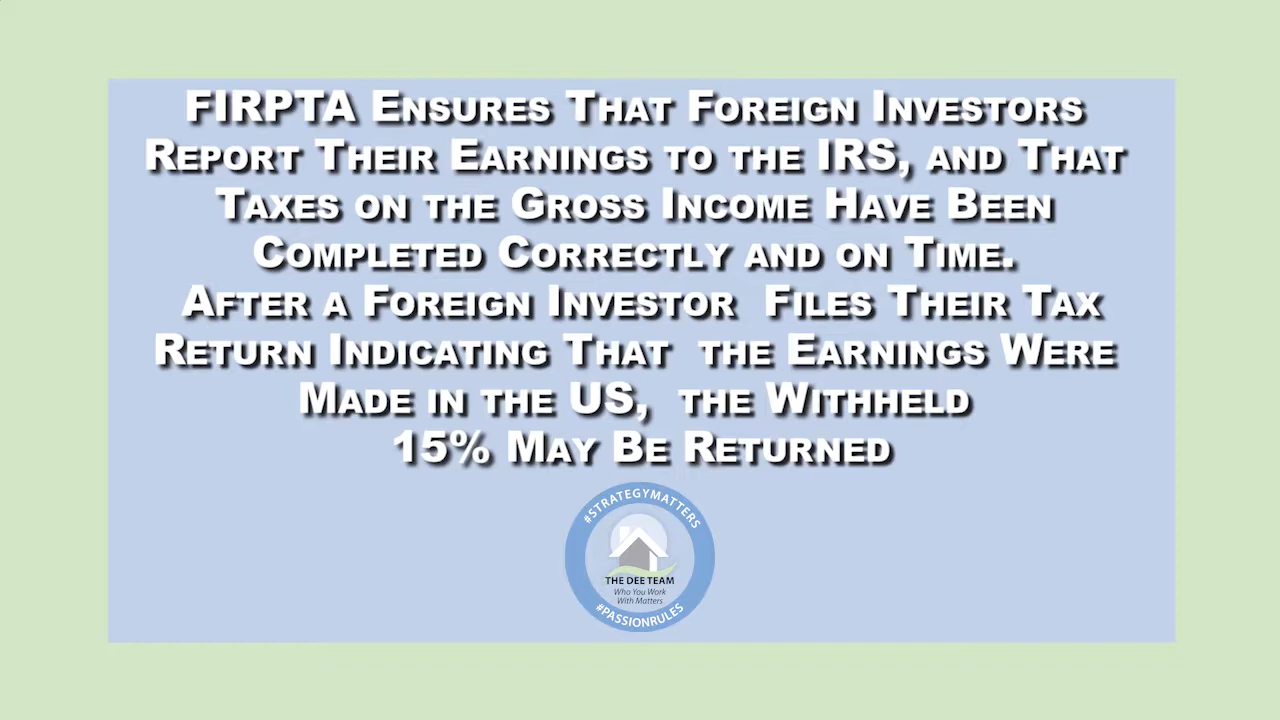 FIRPTA Ensures That Foreign Investors
Report Their Earnings to the IRS, and That
Taxes on the Gross Income Have Been
Completed Correctly and on Time.
After a Foreign Investor Files Their Tax
Return Indicating That the Earnings Were
Made in the US, the Withheld
15% May Be Returned
#STRATEGYMATTERS
THE DEE TEAM
Who You Work
With Matters
#PASSIONRULES